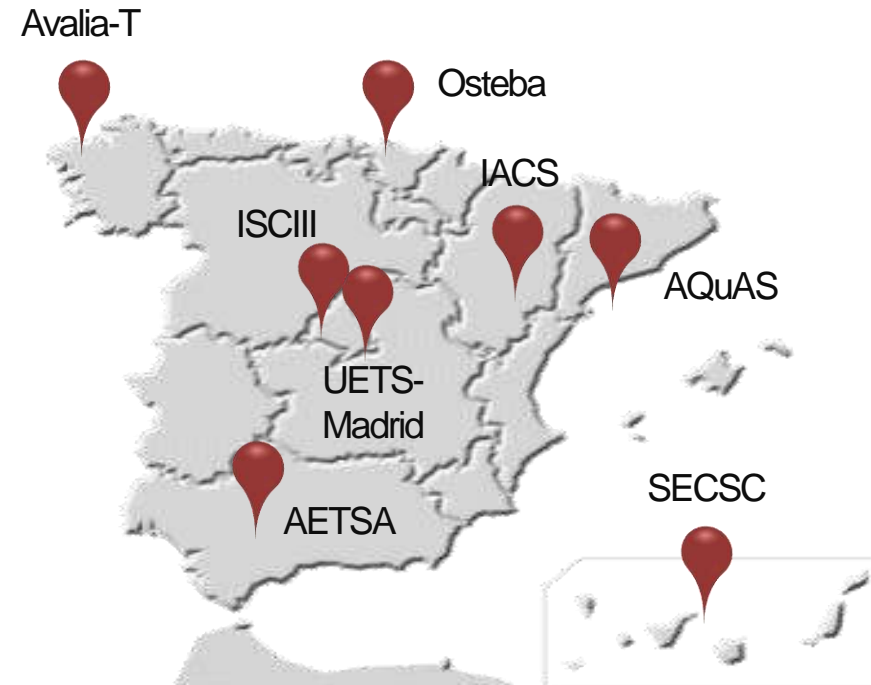 Avalia-T
Osteba
IACS
ISCIII
AQuAS
UETS-
Madrid
SECSC
AETSA